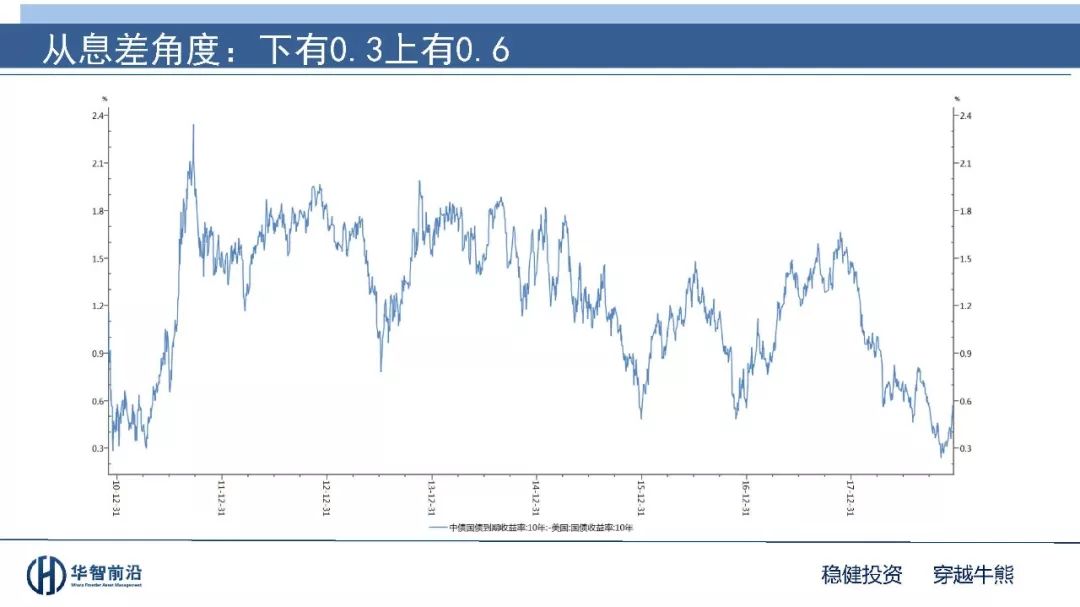 从息差角度：下有0.3上有0.6
% %
2.4 2.4
2.1 2.1
1.8 1.8
1.5 1.5
1.2 1.2
0.9 0.9
0.6 0.6
0.3 0.3
10-12-31 11-12-31 12-12-31 13-12-31 14-12-31 15-12-31 16-12-31 17-12-31
中债国债到期收益率:10年:-美国:国债收益率:10年
华智前沿
Where Frontier Asset Management
稳健投资 穿越牛熊